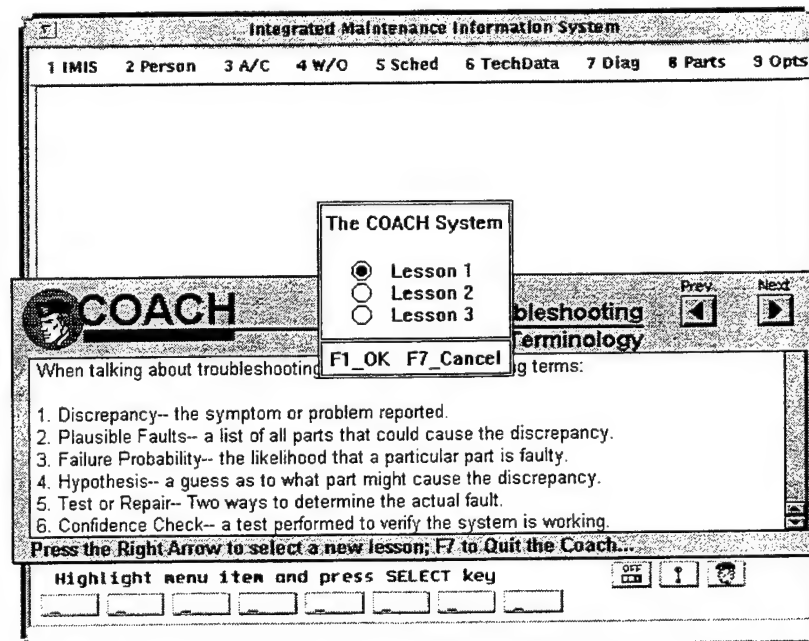 Integrated Maintenance Information System
1 IMIS 2 Person 3 A/C 4 W/O 5 Sched 6 TechData 7 Diag 8 Parts 9 Opts
The COACH System
Lesson 1
Lesson 2
Lesson 3
F1_OK F7_Cancel
COACH
bleshooting
Terminology
Prev.
Next
When talking about troubleshooting g terms:
1. Discrepancy-- the symptom or problem reported.
2. Plausible Faults-- a list of all parts that could cause the discrepancy.
3. Failure Probability-- the likelihood that a particular part is faulty.
4. Hypothesis-- a guess as to what part might cause the discrepancy.
5. Test or Repair-- Two ways to determine the actual fault.
6. Confidence Check-- a test performed to verify the system is working.
Press the Right Arrow to select a new lesson; F7 to Quit the Coach...
Highlight menu item and press SELECT key
OFF